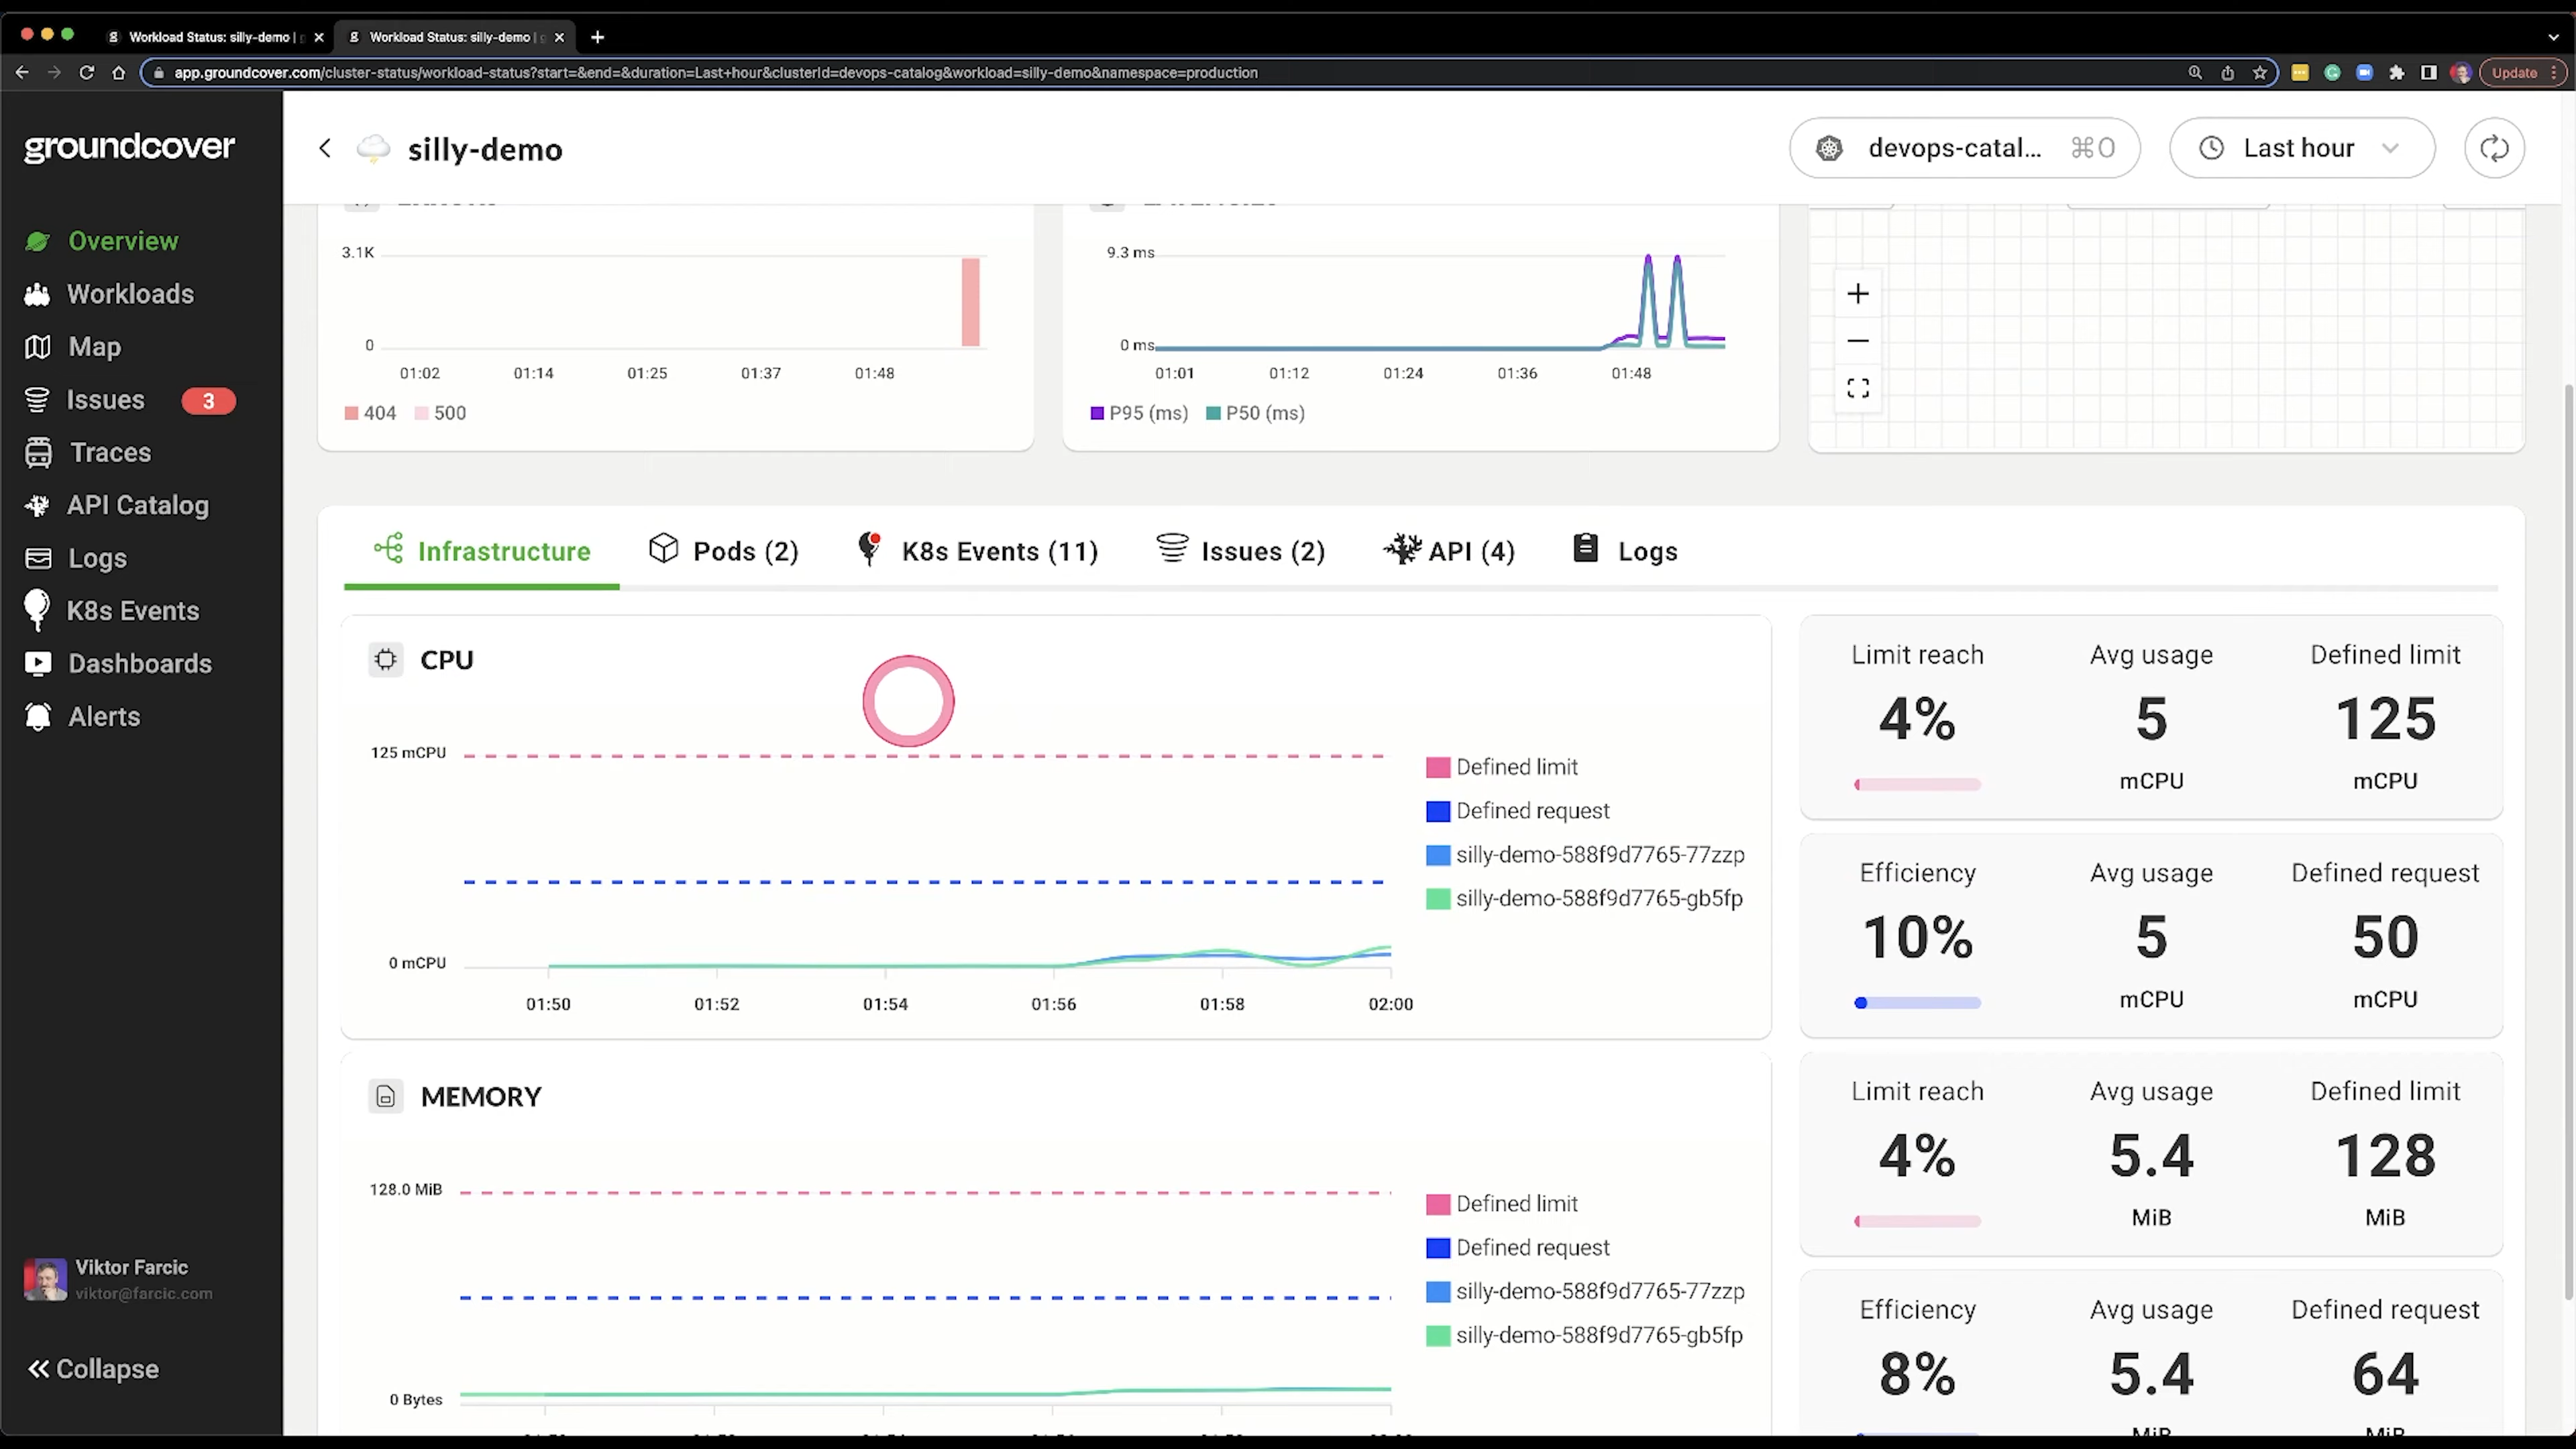 Workload Status: silly-demo |
Workload Status: silly-demo |
app.groundcover.com/cluster-status/workload-status?start=&end=&duration=Last+hour&clusterId=devops-catalog&workload=silly-demo&namespace=production
Update
groundcover
Overview
Workloads
Map
Issues 3
Traces
API Catalog
Logs
K8s Events
Dashboards
Alerts
Viktor Farcic
viktor@farcic.com
Collapse
silly-demo
devops-catal... ⌘O
Last hour
3.1K
0
01:02 01:14 01:25 01:37 01:48
404 500
9.3 ms
0 ms
01:01 01:12 01:24 01:36 01:48
P95 (ms) P50 (ms)
Infrastructure
Pods (2)
K8s Events (11)
Issues (2)
API (4)
Logs
CPU
125 mCPU
0 mCPU
01:50 01:52 01:54 01:56 01:58 02:00
Defined limit
Defined request
silly-demo-588f9d7765-77zzp
silly-demo-588f9d7765-gb5fp
Limit reach Avg usage Defined limit
4% 5 125
mCPU mCPU
Efficiency Avg usage Defined request
10% 5 50
mCPU mCPU
MEMORY
128.0 MiB
0 Bytes
Defined limit
Defined request
silly-demo-588f9d7765-77zzp
silly-demo-588f9d7765-gb5fp
Limit reach Avg usage Defined limit
4% 5.4 128
MiB MiB
Efficiency Avg usage Defined request
8% 5.4 64
MiB MiB